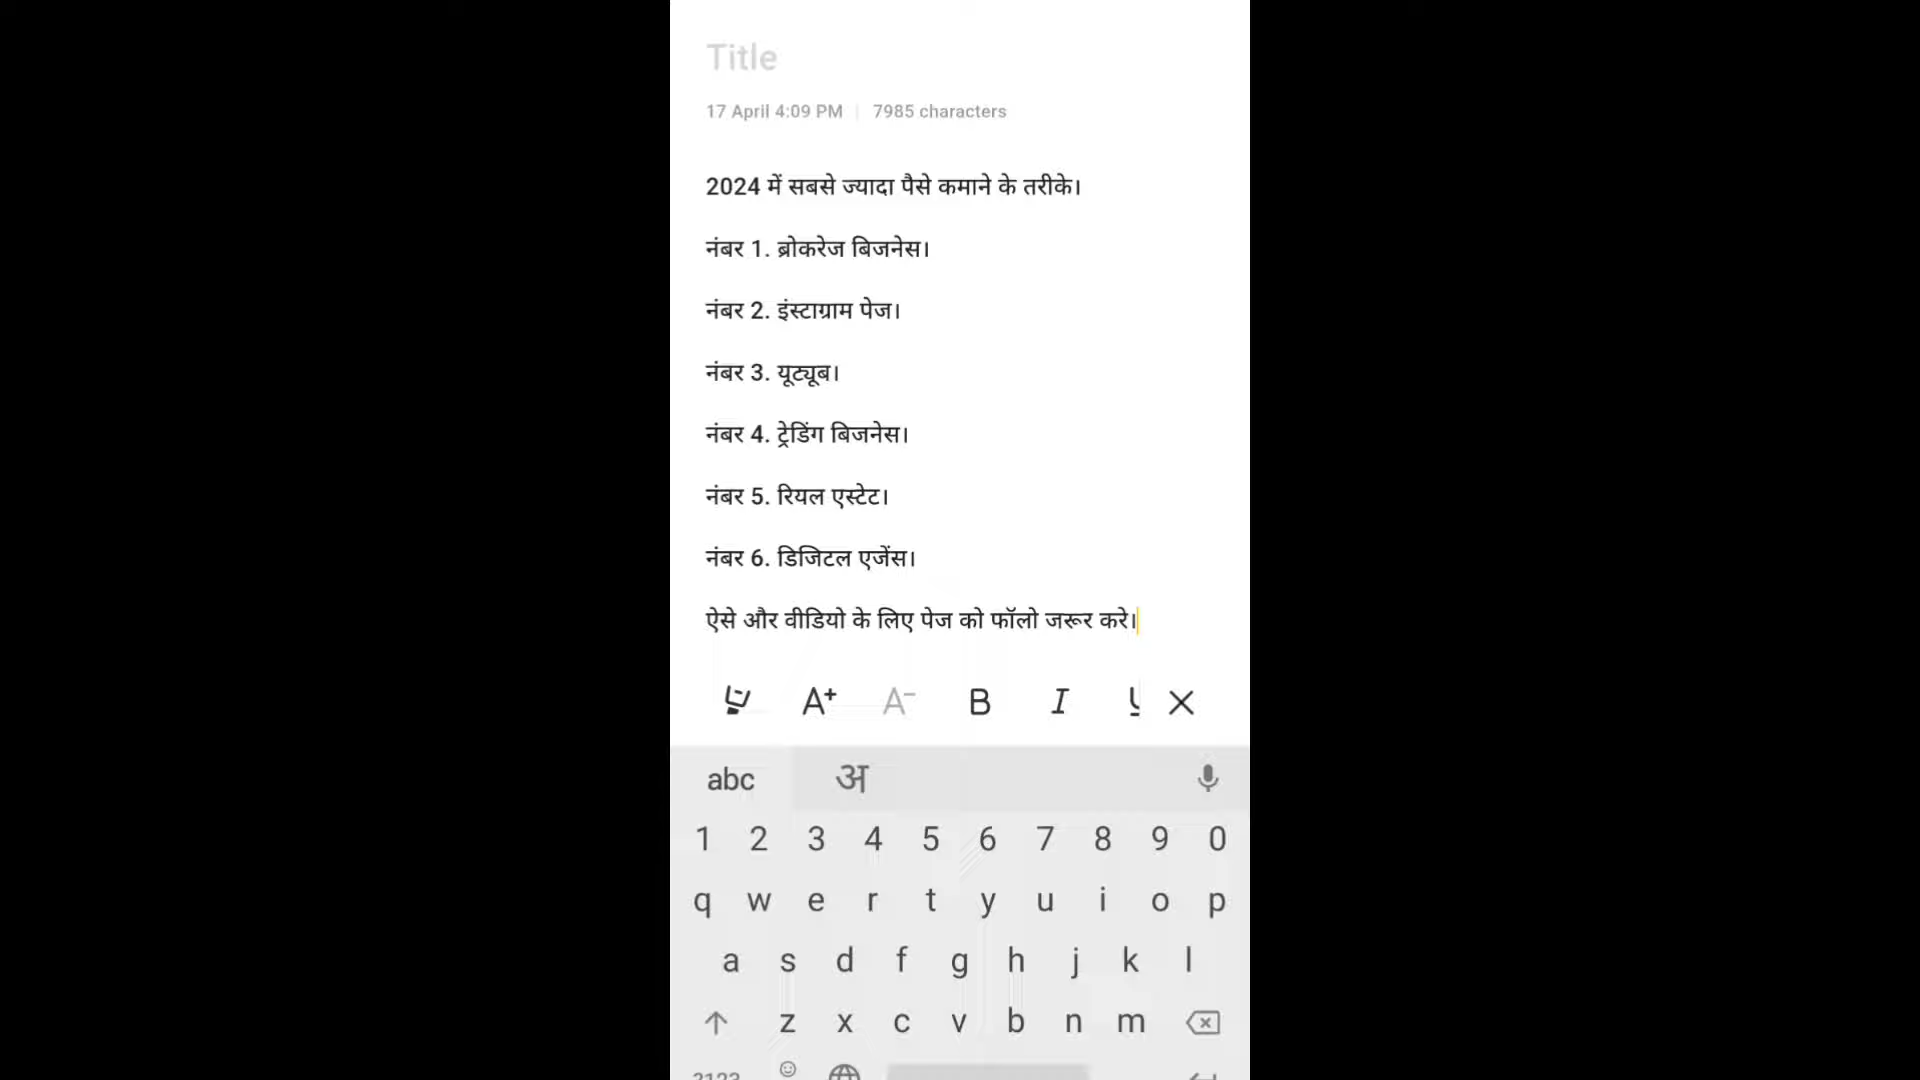 Title
17 April 4:09 PM | 7985 characters
2024 में सबसे ज्यादा पैसे कमाने के तरीके।
नंबर 1. ब्रोकरेज बिजनेस।
नंबर 2. इंस्टाग्राम पेज।
नंबर 3. यूट्यूब।
नंबर 4. ट्रेडिंग बिजनेस।
नंबर 5. रियल एस्टेट।
नंबर 6. डिजिटल एजेंस।
ऐसे और वीडियो के लिए पेज को फॉलो जरूर करे।
A+ A- B I U
abc अ
1 2 3 4 5 6 7 8 9 0
q w e r t y u i o p
a s d f g h j k l
z x c v b n m